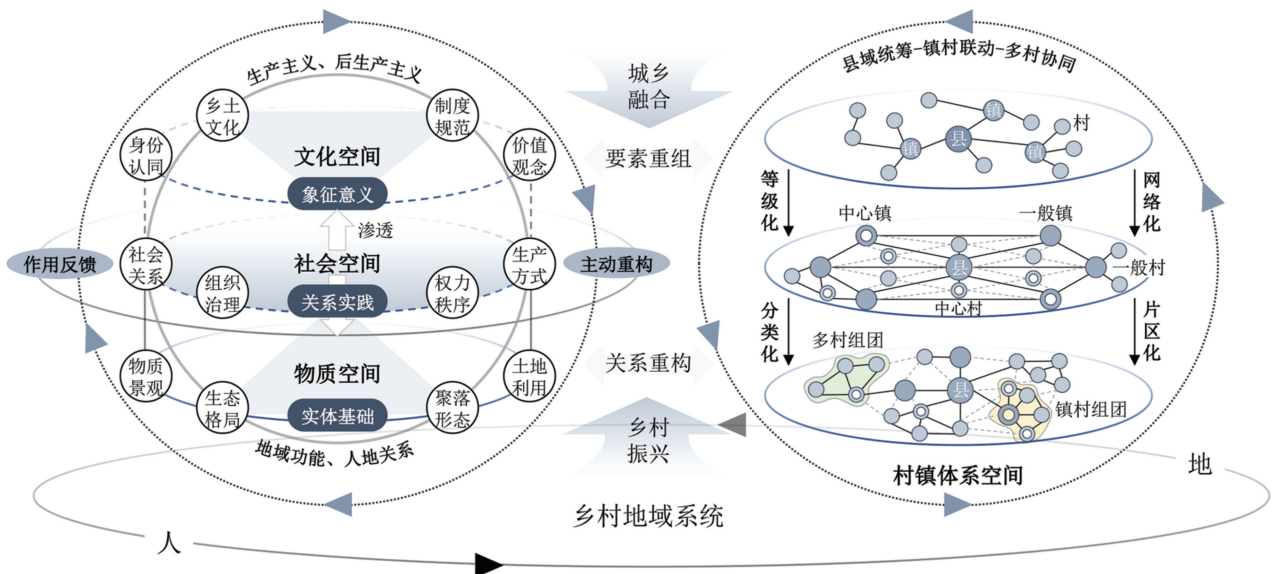 生产主义、后生产主义
乡土
文化
制度
规范
身份
认同
价值
观念
文化空间
象征意义
渗透
作用反馈
社会
关系
社会空间
生产
方式
主动重构
组织
治理
关系实践
权力
秩序
物质
景观
物质空间
土地
利用
生态
格局
实体基础
聚落
形态
地域功能、人地关系
城乡
融合
要素重组
关系重构
乡村
振兴
乡村地域系统
人
地
县域统筹-镇村联动-多村协同
镇
村
镇
县
镇
等级化
网络化
中心镇
一般镇
县
一般村
中心村
分类化
片区化
多村组团
县
镇村组团
村镇体系空间